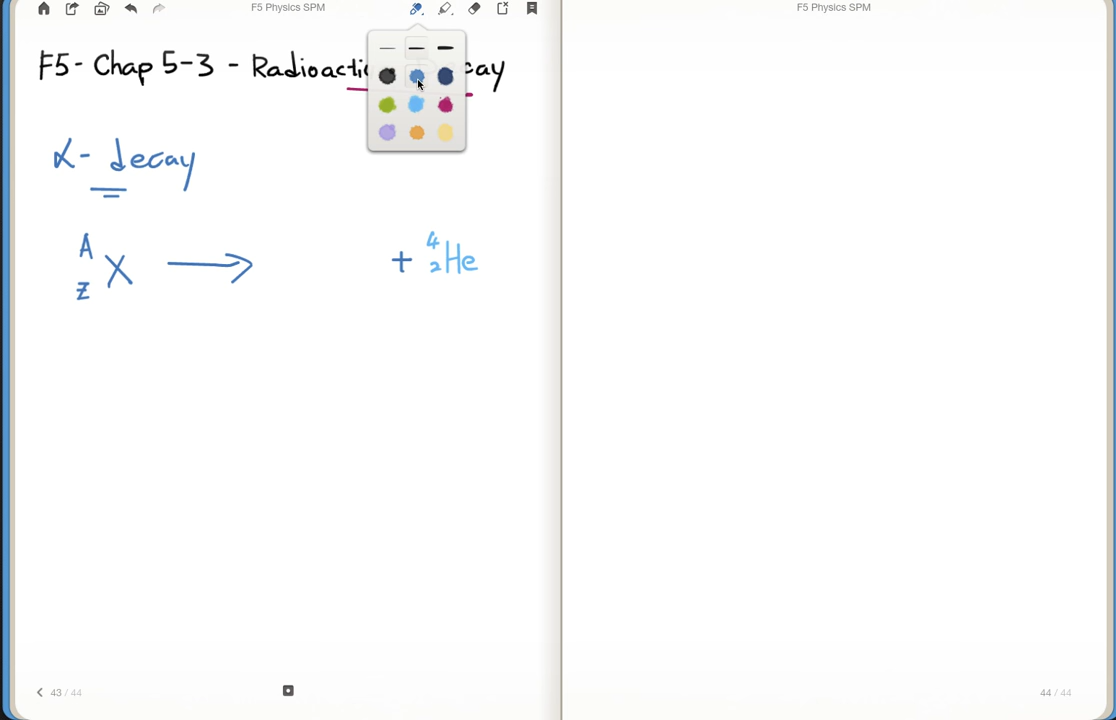 F5 Physics SPM
F5 Physics SPM
F5- Chap 5-3 - Radioacti cay
α- decay
A
Z X ⟶ + 4
2 He
43 / 44
44 / 44